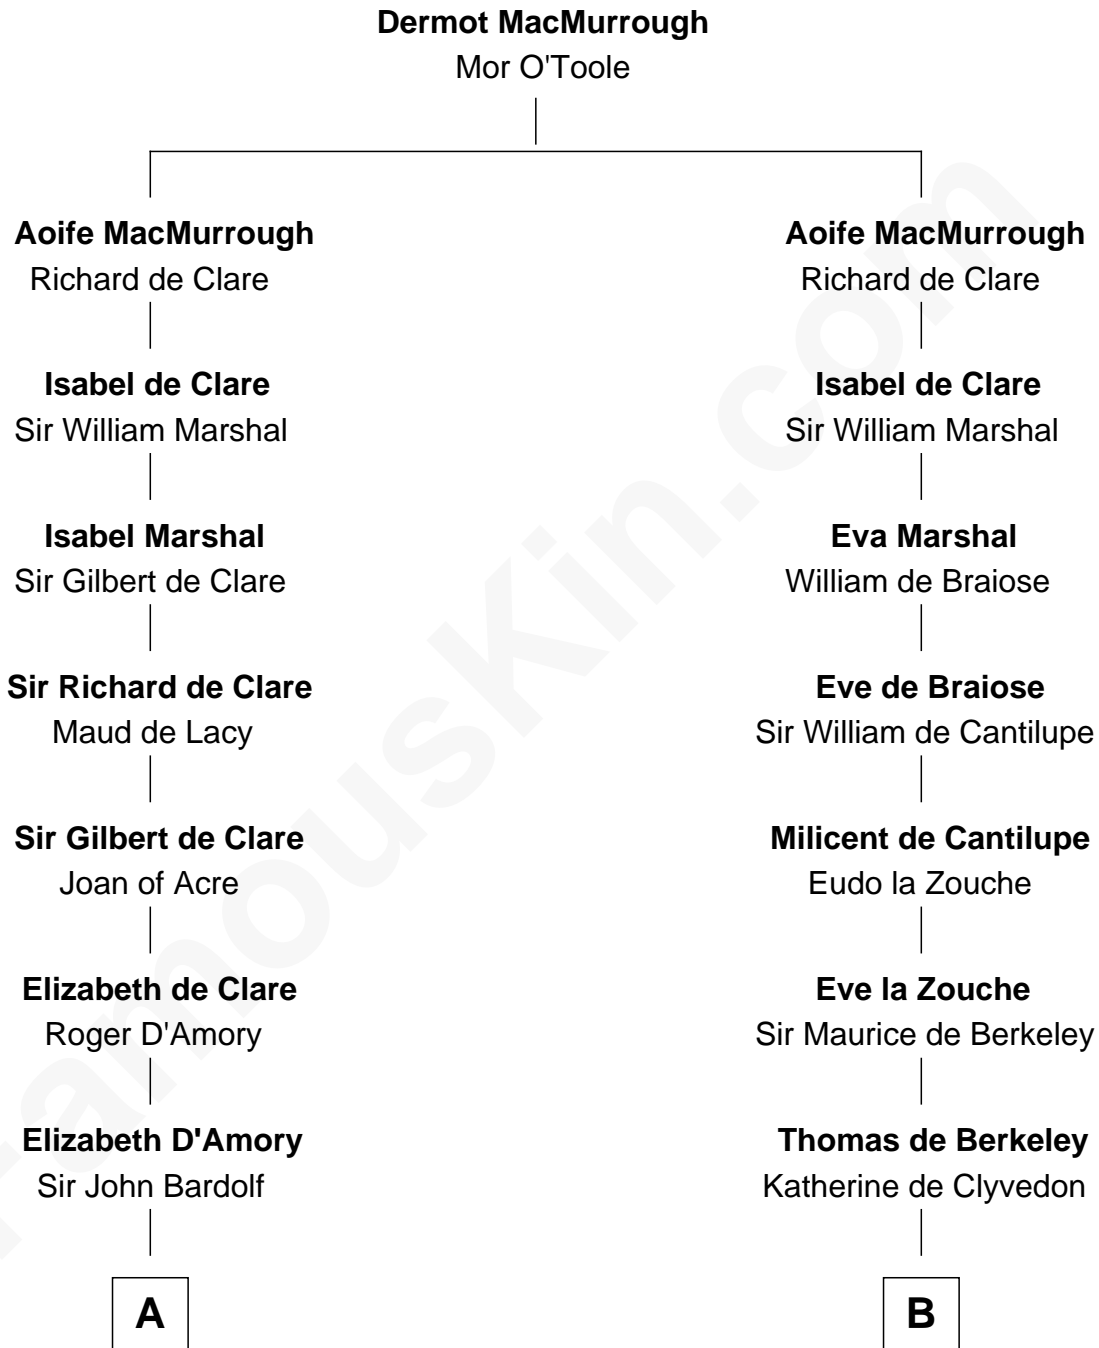 Dermot MacMurrough
Mor O'Toole
Aoife MacMurrough
Richard de Clare
Isabel de Clare
Sir William Marshal
Isabel Marshal
Sir Gilbert de Clare
Sir Richard de Clare
Maud de Lacy
Sir Gilbert de Clare
Joan of Acre
Elizabeth de Clare
Roger D'Amory
Elizabeth D'Amory
Sir John Bardolf
A
Aoife MacMurrough
Richard de Clare
Isabel de Clare
Sir William Marshal
Eva Marshal
William de Braiose
Eve de Braiose
Sir William de Cantilupe
Milicent de Cantilupe
Eudo la Zouche
Eve la Zouche
Sir Maurice de Berkeley
Thomas de Berkeley
Katherine de Clyvedon
B
FamousKin.com